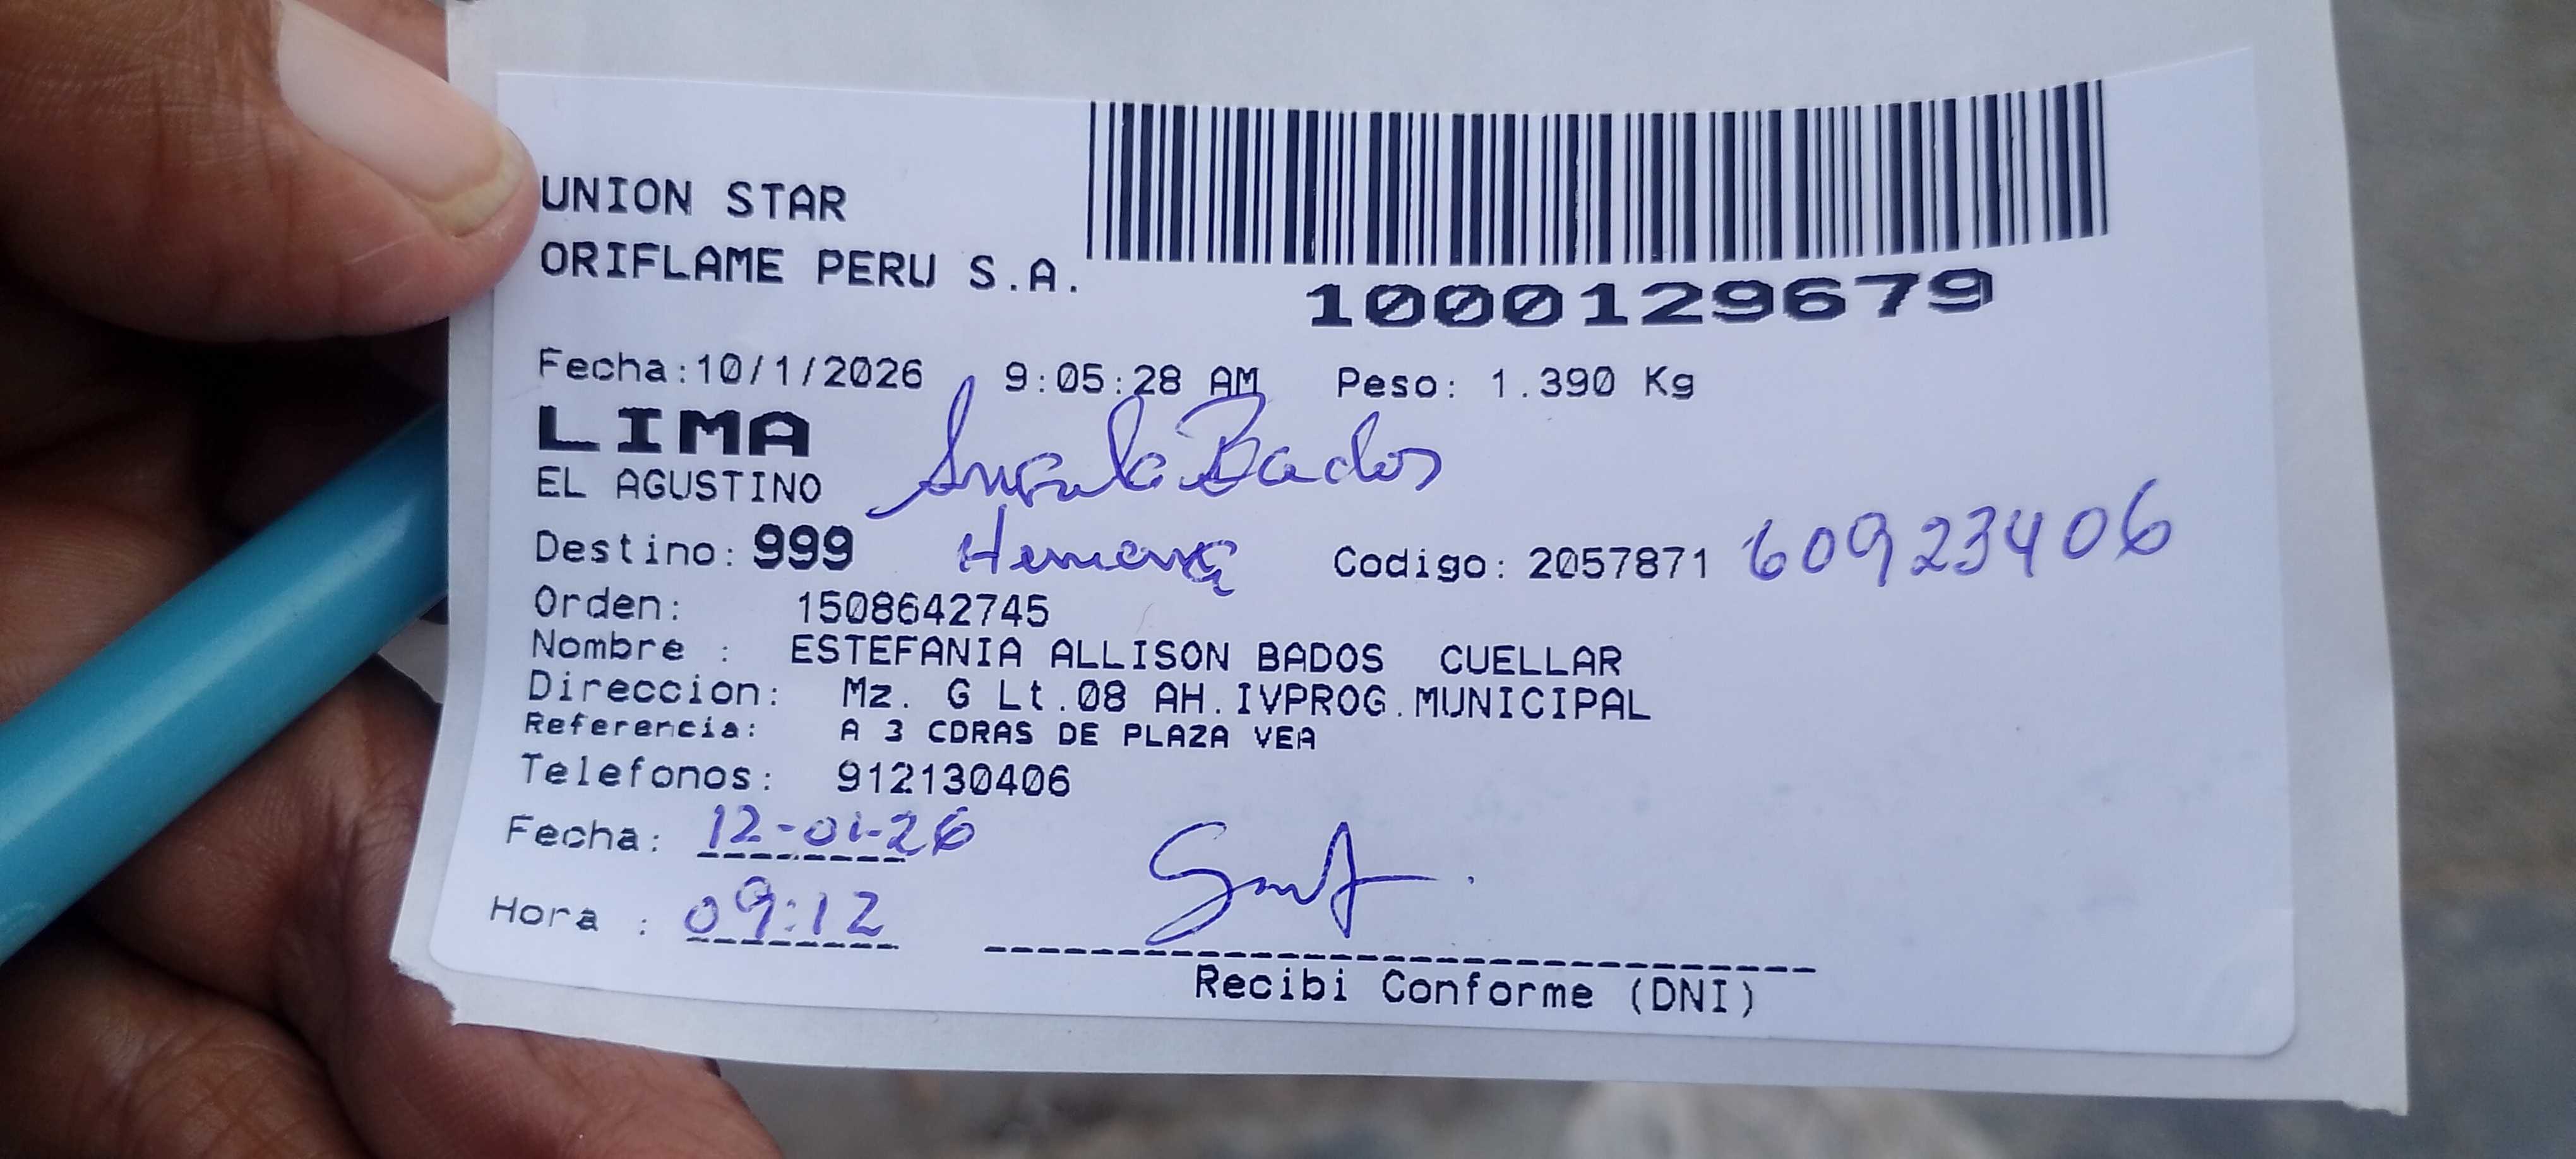 UNION STAR
ORIFLAME PERU S.A.
1000129679
Fecha:10/1/2026 9:05:28 AM Peso: 1.390 Kg
LIMA
EL AGUSTINO
Bados
Destino: 999 Codigo: 2057871 60923406
Orden: 1508642745
Nombre : ESTEFANIA ALLISON BADOS CUELLAR
Direccion: Mz. G Lt.08 AH.IVPROG.MUNICIPAL
Referencia: A 3 CDRAS DE PLAZA VEA
Telefonos: 912130406
Fecha: 12-01-26
Hora : 09:12
Recibi Conforme (DNI)